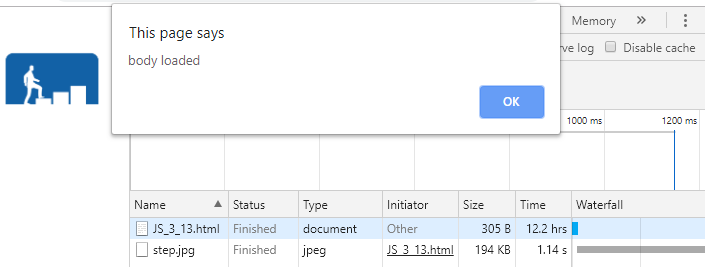 This page says
Memory
body loaded
rve log
Disable cache
OK
1000 ms
1200 ms
Name
Status
Type
Initiator
Size
Time
Waterfall
JS_3_13.html
Finished
document
Other
305 B
12.2 hrs
step.jpg
Finished
jpeg
JS_3_13.html
194 KB
1.14 s